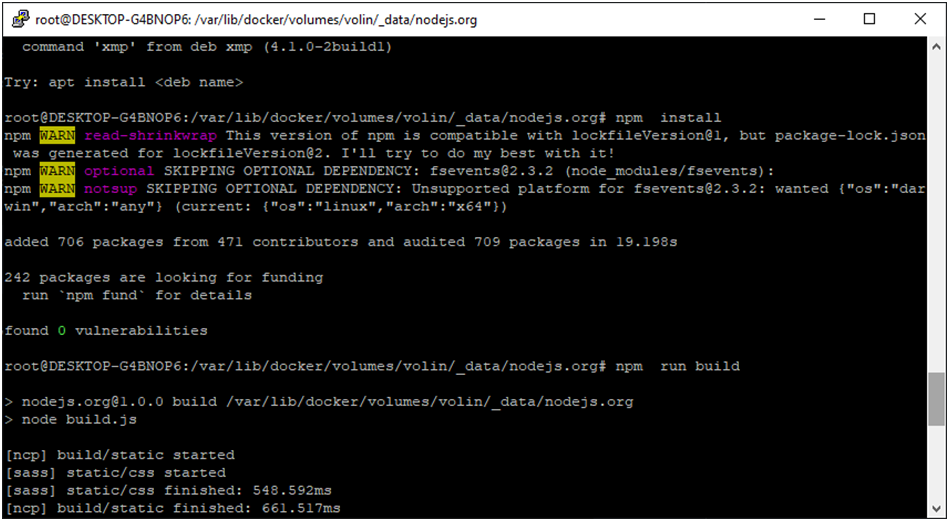 root@DESKTOP-G4BNOP6: /var/lib/docker/volumes/volin/_data/nodejs.org
command 'xmp' from deb xmp (4.1.0-2build1)
Try: apt install <deb name>
root@DESKTOP-G4BNOP6:/var/lib/docker/volumes/volin/_data/nodejs.org# npm  install
npm WARN read-shrinkwrap This version of npm is compatible with lockfileVersion@1, but package-lock.json
 was generated for lockfileVersion@2. I'll try to do my best with it!
npm WARN optional SKIPPING OPTIONAL DEPENDENCY: fsevents@2.3.2 (node_modules/fsevents):
npm WARN notsup SKIPPING OPTIONAL DEPENDENCY: Unsupported platform for fsevents@2.3.2: wanted {"os":"dar
win","arch":"any"} (current: {"os":"linux","arch":"x64"})
added 706 packages from 471 contributors and audited 709 packages in 19.198s
242 packages are looking for funding
  run `npm fund` for details
found 0 vulnerabilities
root@DESKTOP-G4BNOP6:/var/lib/docker/volumes/volin/_data/nodejs.org# npm  run build
> nodejs.org@1.0.0 build /var/lib/docker/volumes/volin/_data/nodejs.org
> node build.js
[ncp] build/static started
[sass] static/css started
[sass] static/css finished: 548.592ms
[ncp] build/static finished: 661.517ms